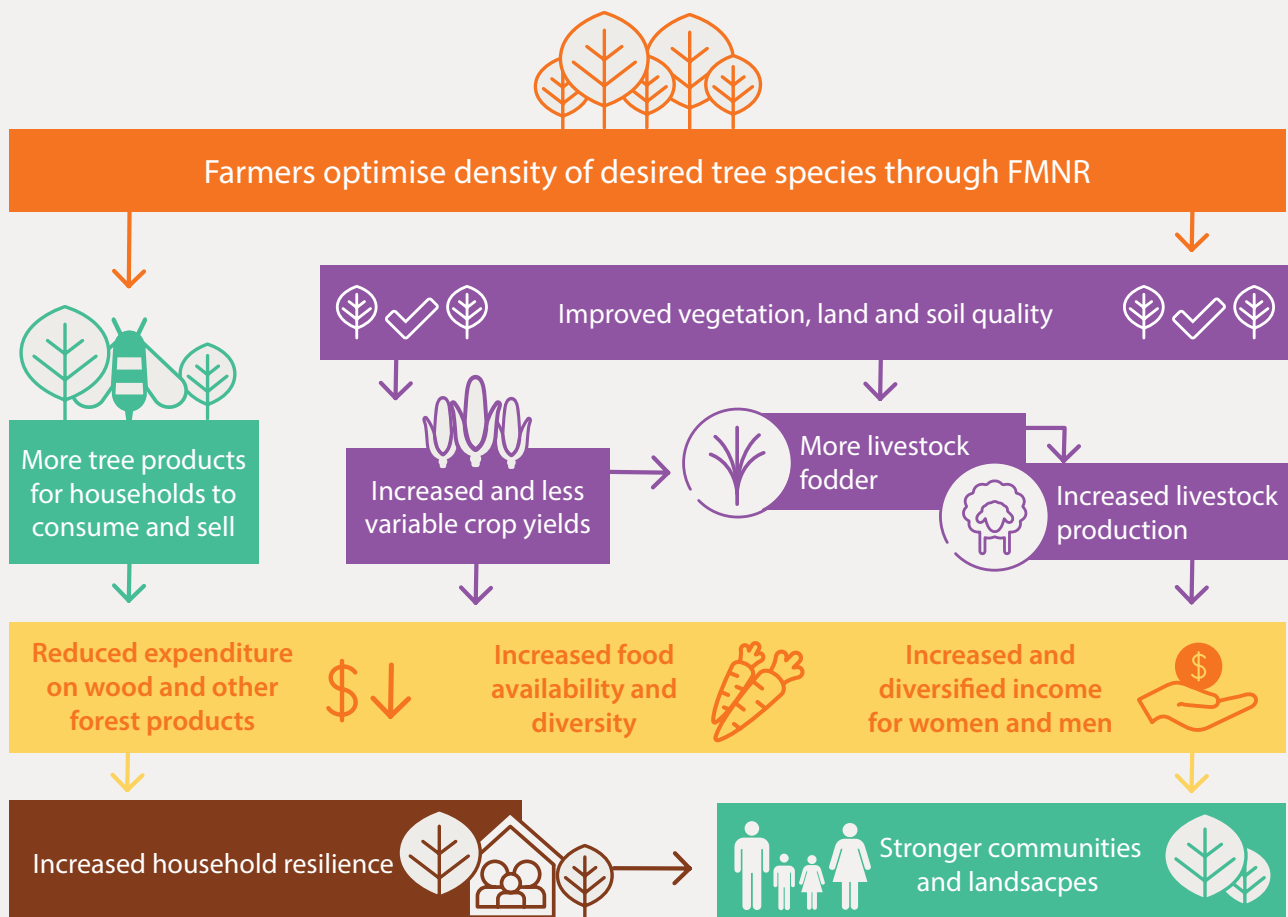 Farmers optimise density of desired tree species through FMNR
Improved vegetation, land and soil quality
More tree products
for households to
consume and sell
Increased and less
variable crop yields
More livestock
fodder
Increased livestock
production
Reduced expenditure
on wood and other
forest products
$
Increased food
availability and
diversity
Increased and
diversified income
for women and men
$
Increased household resilience
Stronger communities
and landsacpes